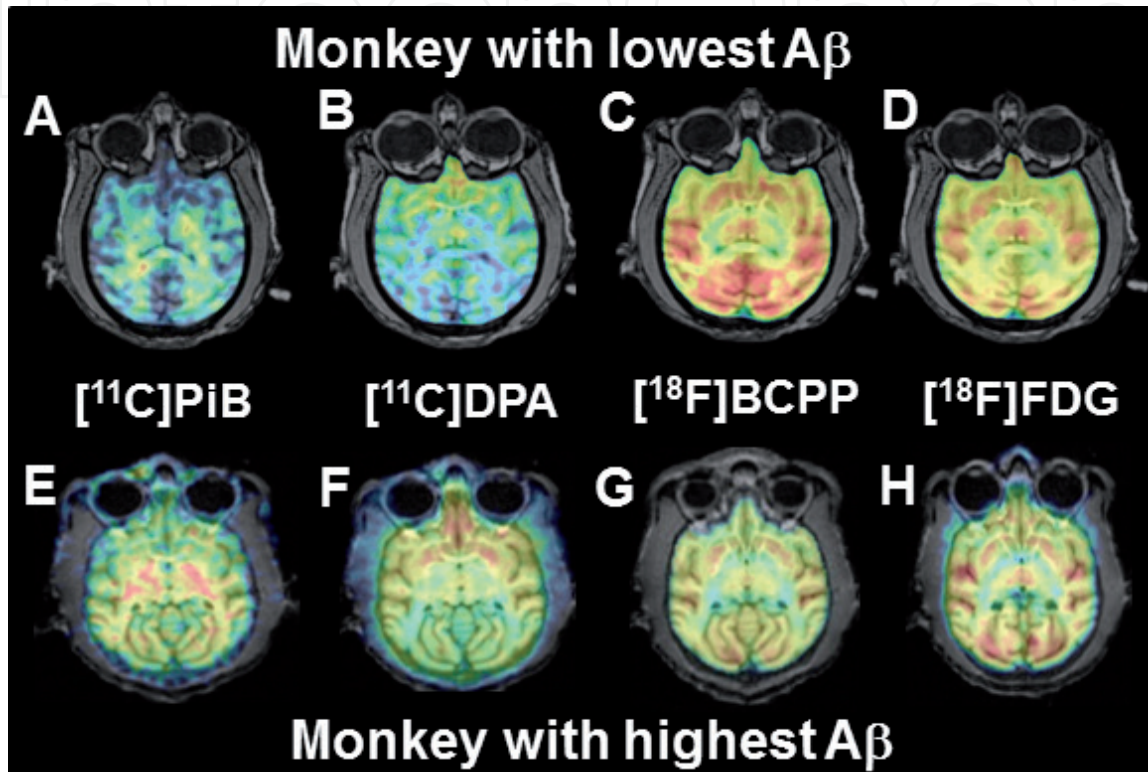 Monkey with lowest Aβ
A B C D
[¹¹C]PiB [¹¹C]DPA [¹⁸F]BCPP [¹⁸F]FDG
E F G H
Monkey with highest Aβ